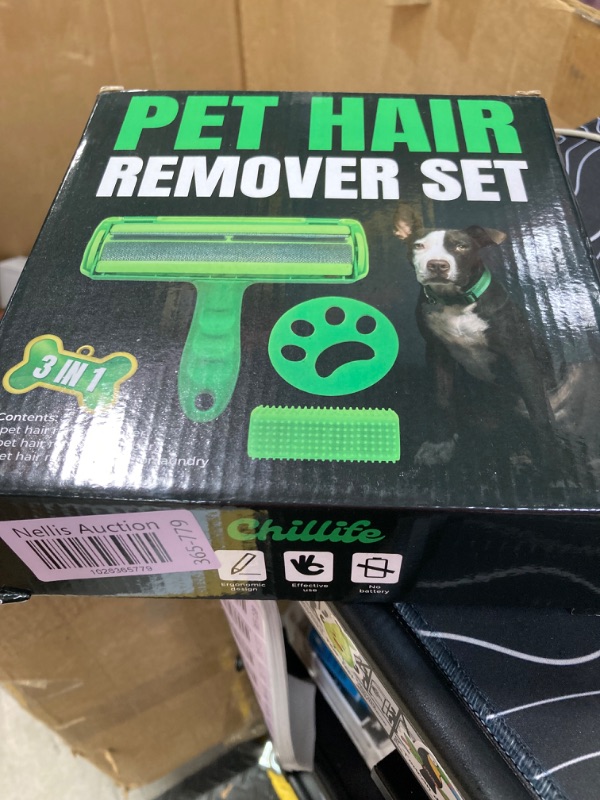 PET HAIR
REMOVER SET
3 IN 1
Contents:
pet hair
pet hair
et hair laundry
Nellis Auction
1026365779
365-779
Chillife
Ergonomic
design
Effective
use
No
battery